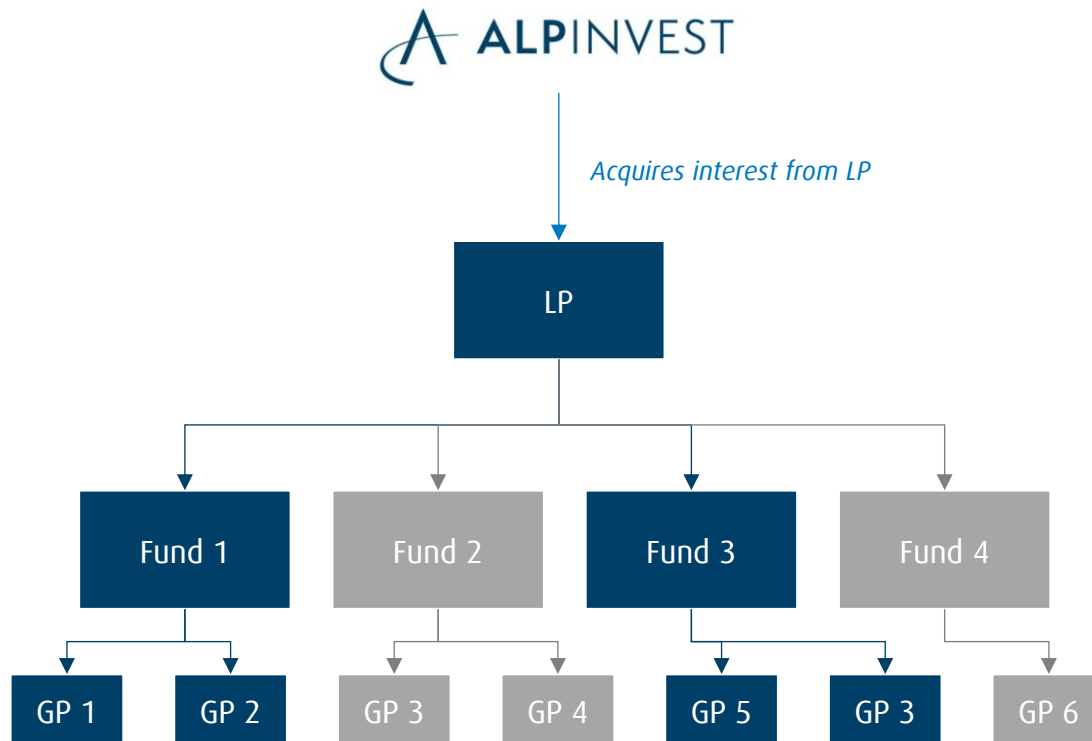 ALPINVEST
Acquires interest from LP
LP
Fund 1
Fund 2
Fund 3
Fund 4
GP 1
GP 2
GP 3
GP 4
GP 5
GP 3
GP 6